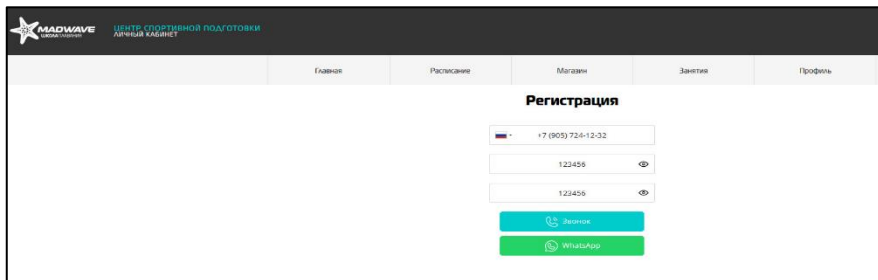 MADWAVE
ШКОЛА ПЛАВАНИЯ
ЦЕНТР СПОРТИВНОЙ ПОДГОТОВКИ
ЛИЧНЫЙ КАБИНЕТ
Главная Расписание Магазин Занятия Профиль
Регистрация
+7 (905) 724-12-32
123456
123456
Звонок
WhatsApp